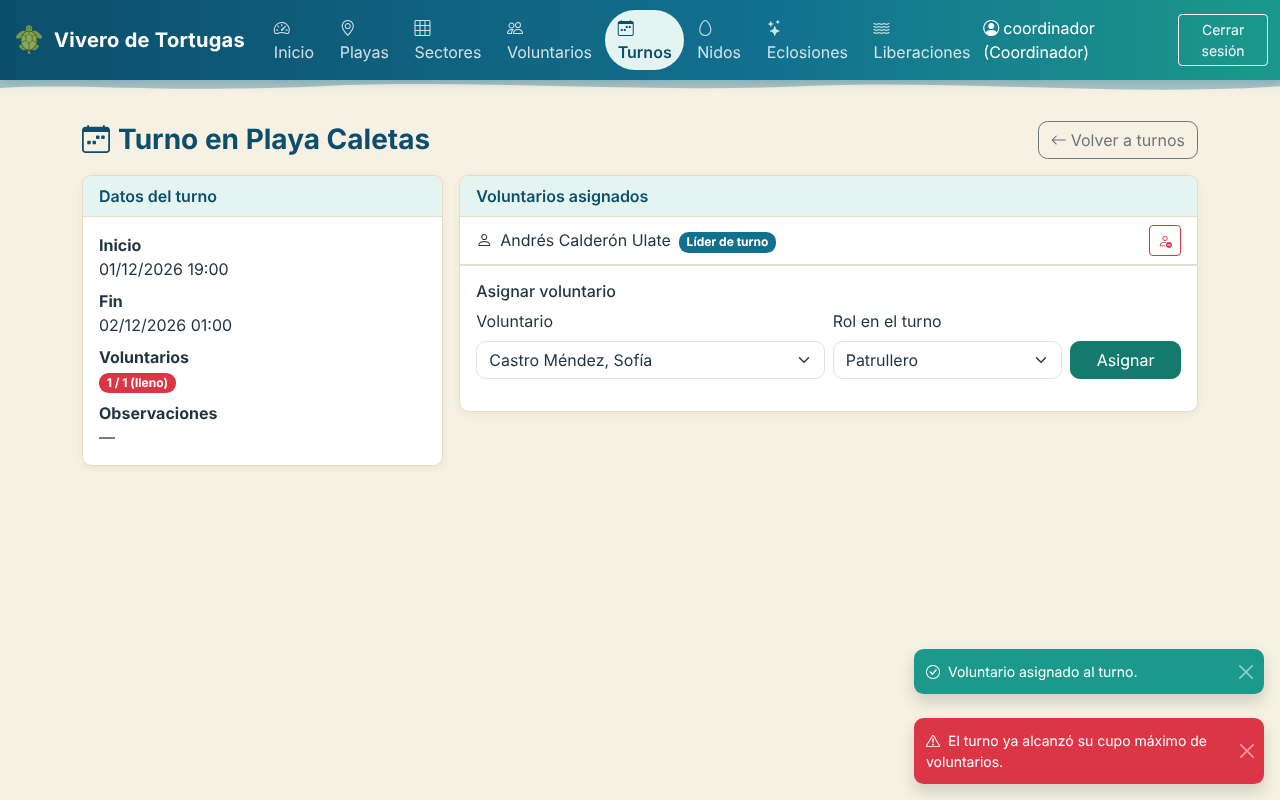 Vivero de Tortugas
Inicio
Playas
Sectores
Voluntarios
Turnos
Nidos
Eclosiones
Liberaciones
coordinador
(Coordinador)
Cerrar
sesión
Turno en Playa Caletas
← Volver a turnos
Datos del turno
Inicio
01/12/2026 19:00
Fin
02/12/2026 01:00
Voluntarios
1 / 1 (lleno)
Observaciones
—
Voluntarios asignados
Andrés Calderón Ulate Líder de turno
Asignar voluntario
Voluntario
Rol en el turno
Castro Méndez, Sofía
Patrullero
Asignar
Voluntario asignado al turno.
El turno ya alcanzó su cupo máximo de
voluntarios.